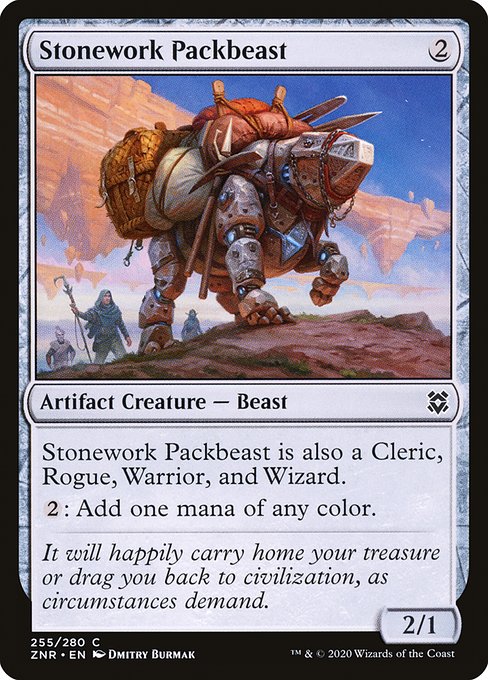 Stonework Packbeast 2
Artifact Creature — Beast
Stonework Packbeast is also a Cleric,
Rogue, Warrior, and Wizard.
2: Add one mana of any color.
It will happily carry home your treasure
or drag you back to civilization, as
circumstances demand.
2/1
255/280 C
ZNR • EN Dmitry Burmak
™ & © 2020 Wizards of the Coast